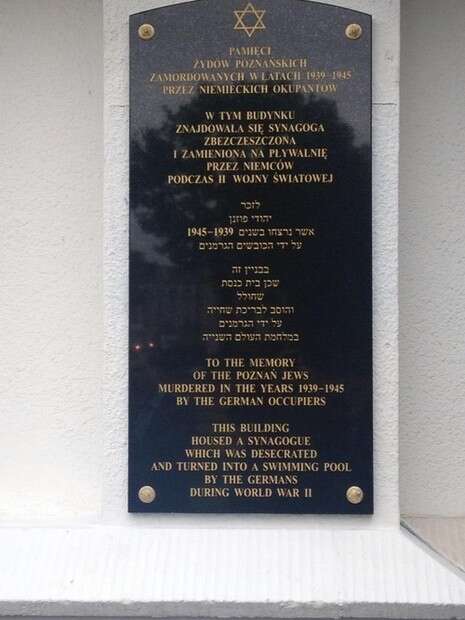 PAMIĘCI
ŻYDÓW POZNAŃSKICH
ZAMORDOWANYCH W LATACH 1939–1945
PRZEZ NIEMIECKICH OKUPANTÓW
W TYM BUDYNKU
ZNAJDOWAŁA SIĘ SYNAGOGA
ZBEZCZESZCZONA
I ZAMIENIONA NA PŁYWALNIĘ
PRZEZ NIEMCÓW
PODCZAS II WOJNY ŚWIATOWEJ
לזכר
יהודי פוזנן
אשר נרצחו בשנים 1945–1939
על ידי הכובשים הגרמנים
בבניין זה
שכן בית כנסת
שחולל
והוסב לבריכת שחייה
על ידי הגרמנים
במלחמת העולם השנייה
TO THE MEMORY
OF THE POZNAŃ JEWS
MURDERED IN THE YEARS 1939–1945
BY THE GERMAN OCCUPIERS
THIS BUILDING
HOUSED A SYNAGOGUE
WHICH WAS DESECRATED
AND TURNED INTO A SWIMMING POOL
BY THE GERMANS
DURING WORLD WAR II